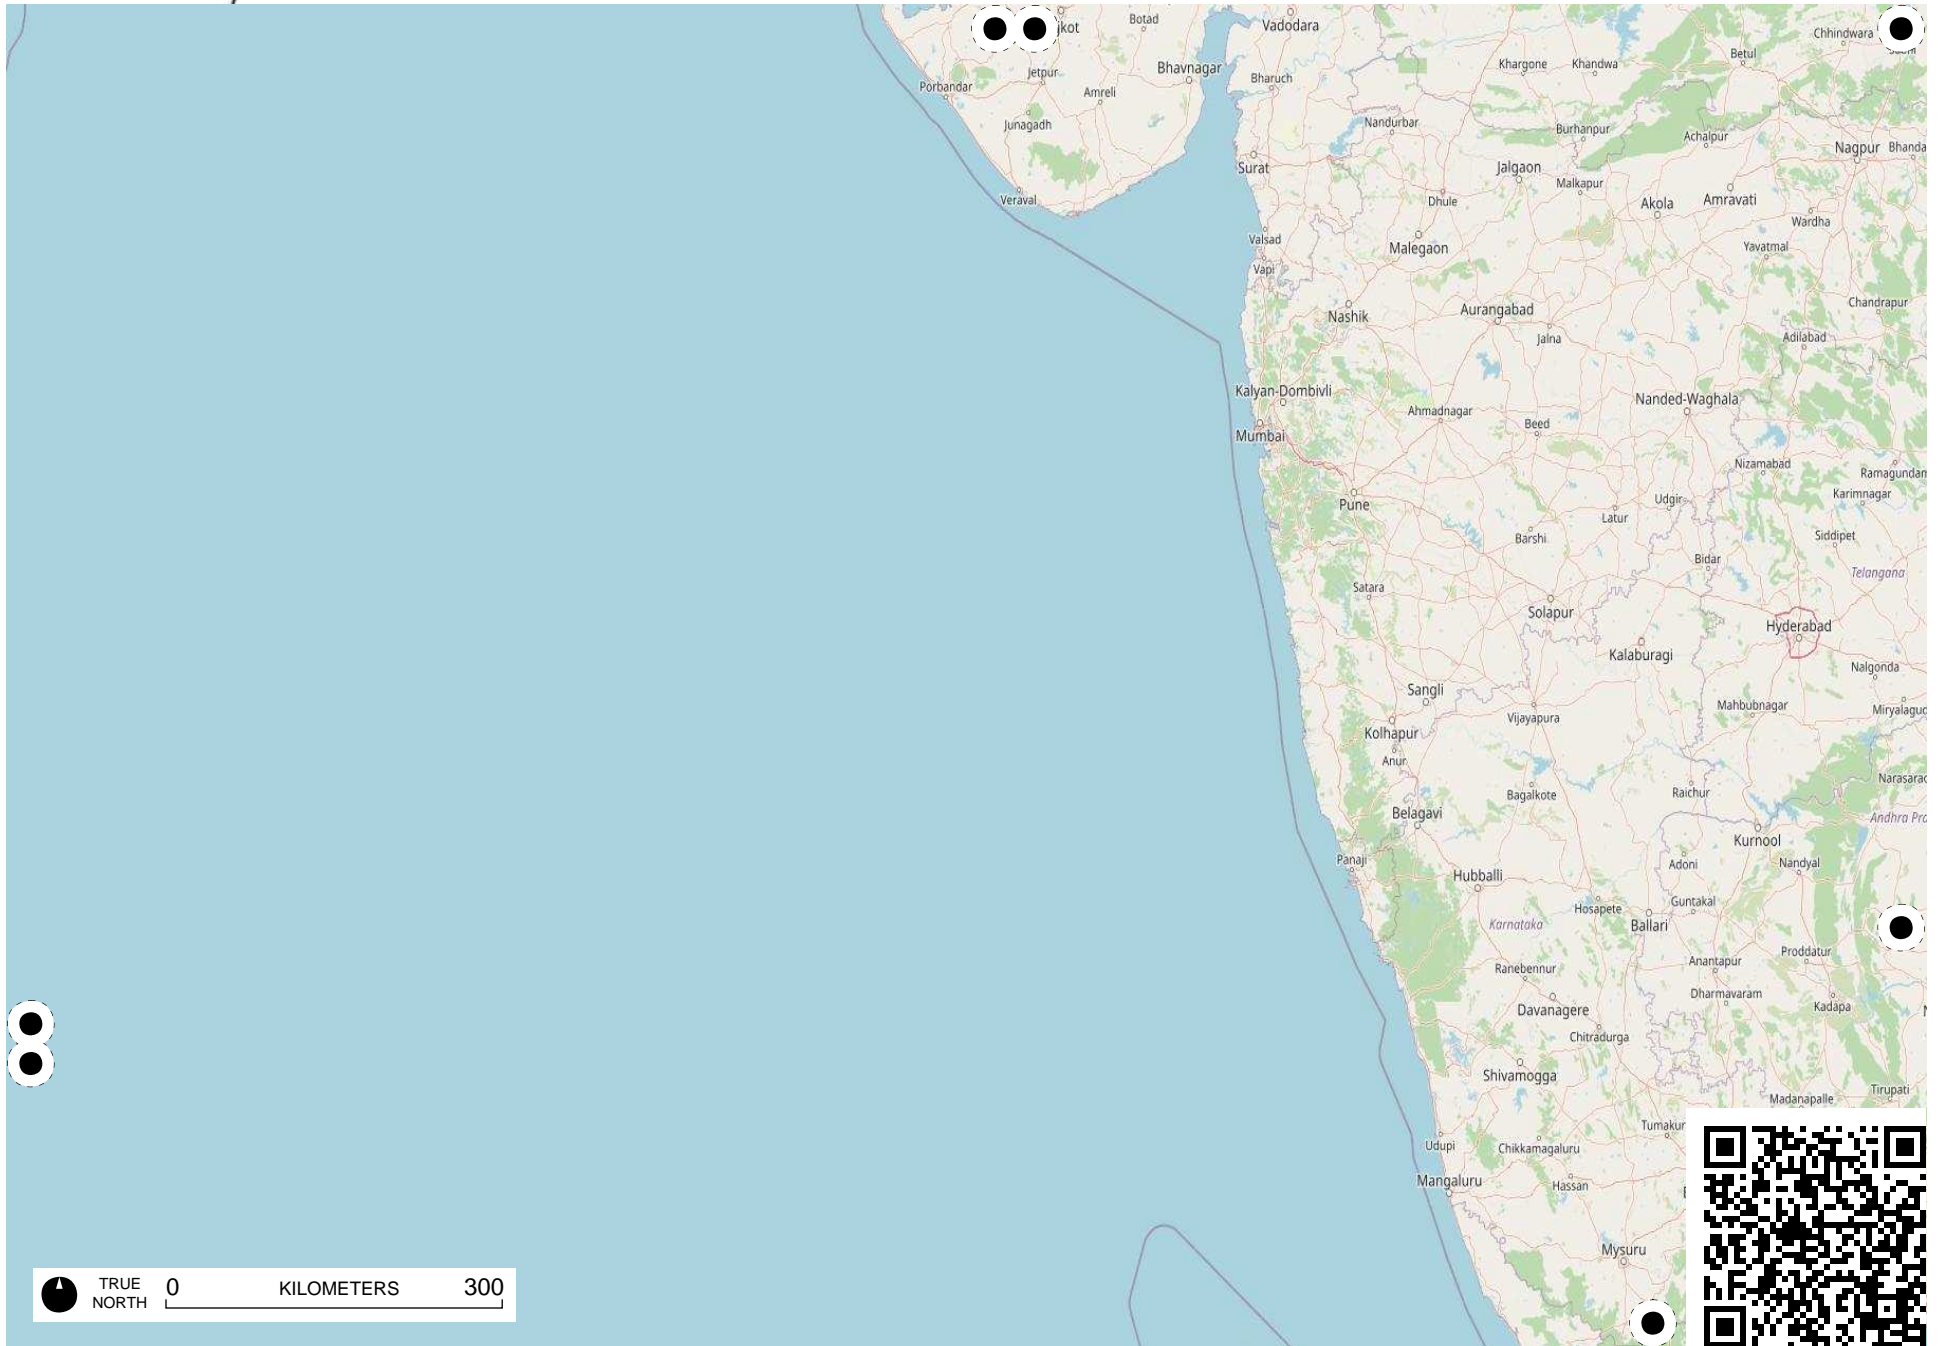 jkot
Botad
Vadodara
Chhindwara
Betul
Khargone
Khandwa
Bhavnagar
Jetpur
Bharuch
Porbandar
Amreli
Junagadh
Nandurbar
Burhanpur
Achalpur
Nagpur
Bhanda
Surat
Jalgaon
Malkapur
Veraval
Dhule
Akola
Amravati
Wardha
Valsad
Malegaon
Yavatmal
Vapi
Chandrapur
Nashik
Aurangabad
Jalna
Adilabad
Kalyan-Dombivli
Ahmadnagar
Nanded-Waghala
Beed
Mumbai
Nizamabad
Ramagundam
Karimnagar
Pune
Udgir
Latur
Barshi
Siddipet
Bidar
Telangana
Satara
Solapur
Hyderabad
Kalaburagi
Nalgonda
Sangli
Mahbubnagar
Miryalagud
Vijayapura
Kolhapur
Anur
Narasarao
Bagalkote
Raichur
Belagavi
Andhra Pra
Kurnool
Panaji
Adoni
Nandyal
Hubballi
Guntakal
Hosapete
Karnataka
Ballari
Proddatur
Ranebennur
Anantapur
Dharmavaram
Davanagere
Kadapa
Chitradurga
Shivamogga
Tirupati
Madanapalle
Tumakur
Udupi
Chikkamagaluru
Mangaluru
Hassan
Mysuru
TRUE
NORTH
0 KILOMETERS 300